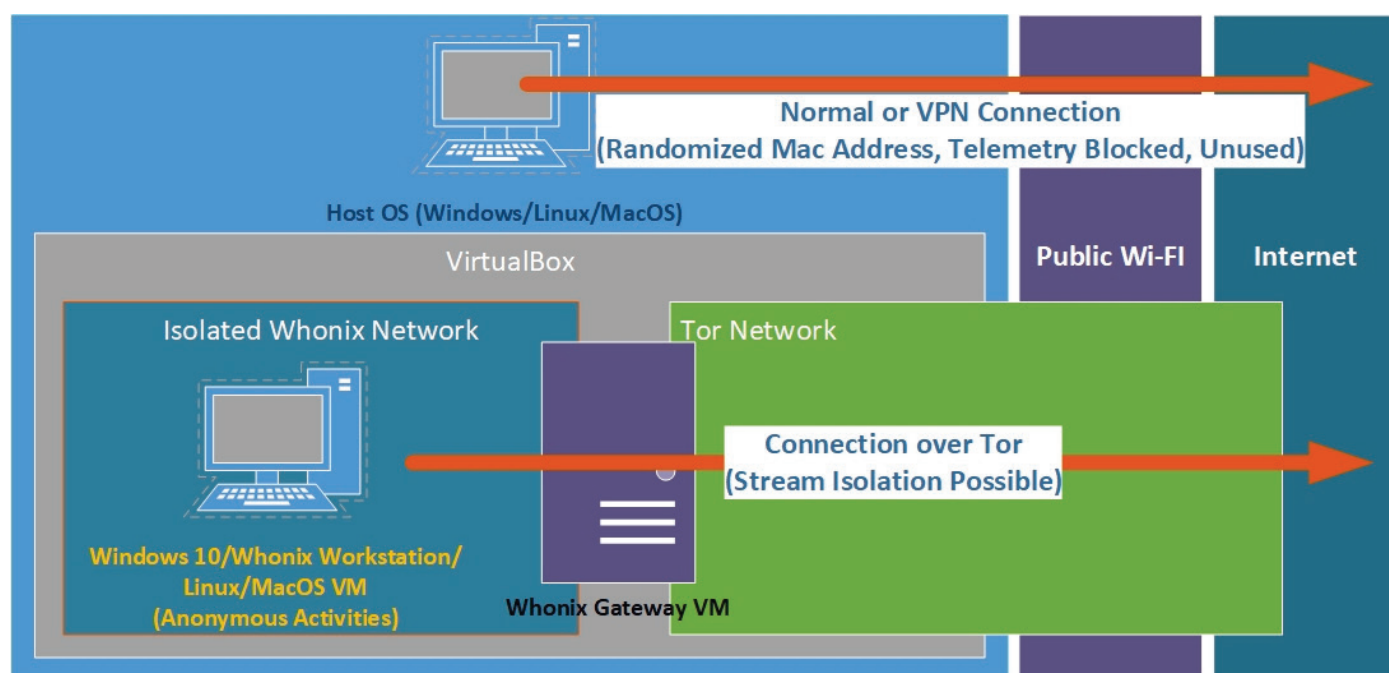 Normal or VPN Connection
(Randomized Mac Address, Telemetry Blocked, Unused)
Host OS (Windows/Linux/MacOS)
VirtualBox
Public Wi-FI
Internet
Isolated Whonix Network
Tor Network
Connection over Tor
(Stream Isolation Possible)
Windows 10/Whonix Workstation/
Linux/MacOS VM
(Anonymous Activities)
Whonix Gateway VM